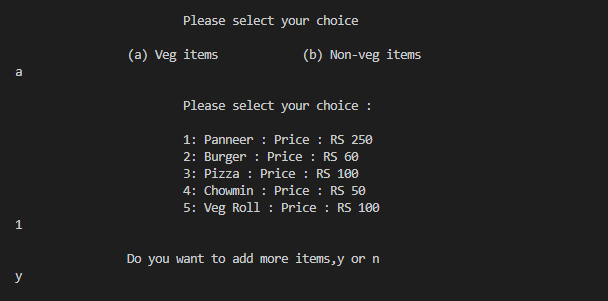 Please select your choice
(a) Veg items (b) Non-veg items
a
Please select your choice :
1: Panneer : Price : RS 250
2: Burger : Price : RS 60
3: Pizza : Price : RS 100
4: Chowmin : Price : RS 50
5: Veg Roll : Price : RS 100
1
Do you want to add more items,y or n
y